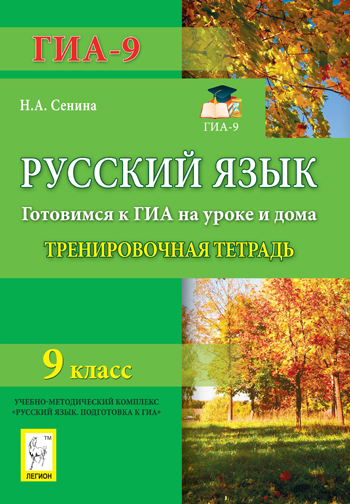 ГИА-9
Н.А. Сенина
ГИА-9
РУССКИЙ ЯЗЫК
Готовимся к ГИА на уроке и дома
ТРЕНИРОВОЧНАЯ ТЕТРАДЬ
9 класс
УЧЕБНО-МЕТОДИЧЕСКИЙ КОМПЛЕКС
«РУССКИЙ ЯЗЫК. ПОДГОТОВКА К ГИА»
TM
ЛЕГИОН